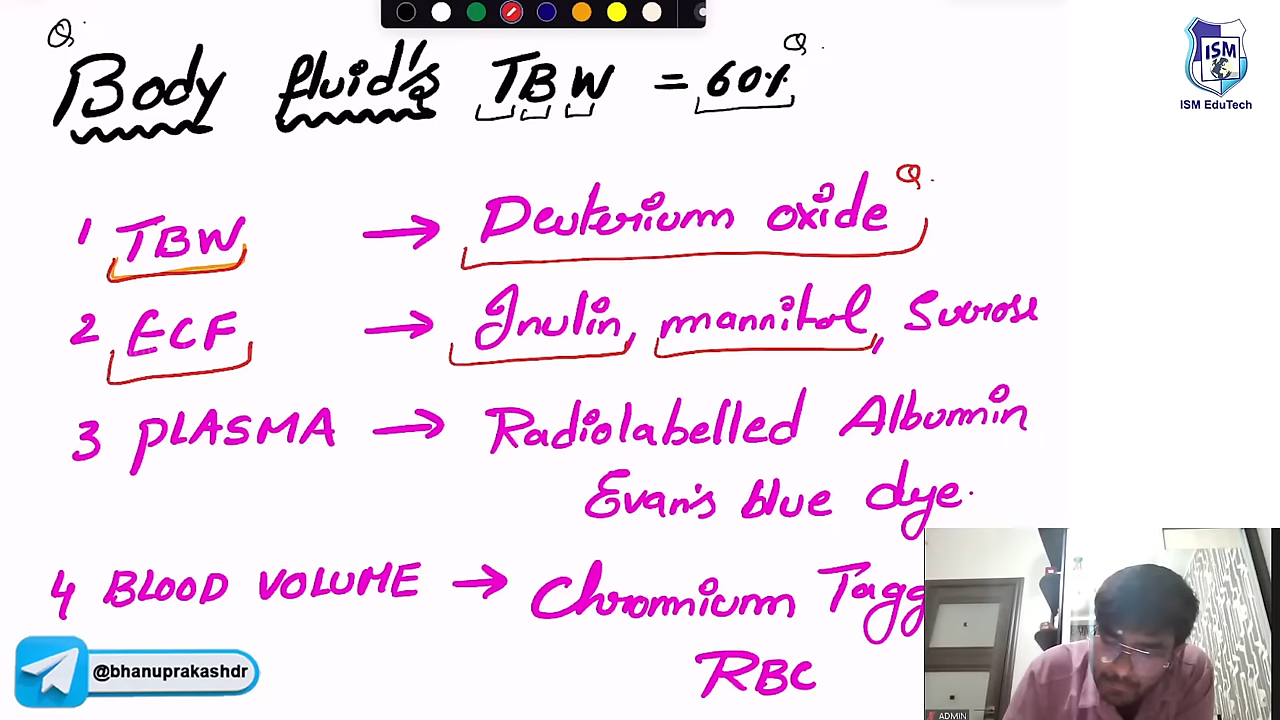 Q.
Body fluid's TBW = 60% Q.
ISM
ISM EduTech
1 TBW → Deuterium oxide Q.
2 ECF → Inulin, mannitol, Sucrose
3 PLASMA → Radiolabelled Albumin
Evan's blue dye.
4 BLOOD VOLUME → Chromium Tagg
RBC
@bhanuprakashdr
ADMIN